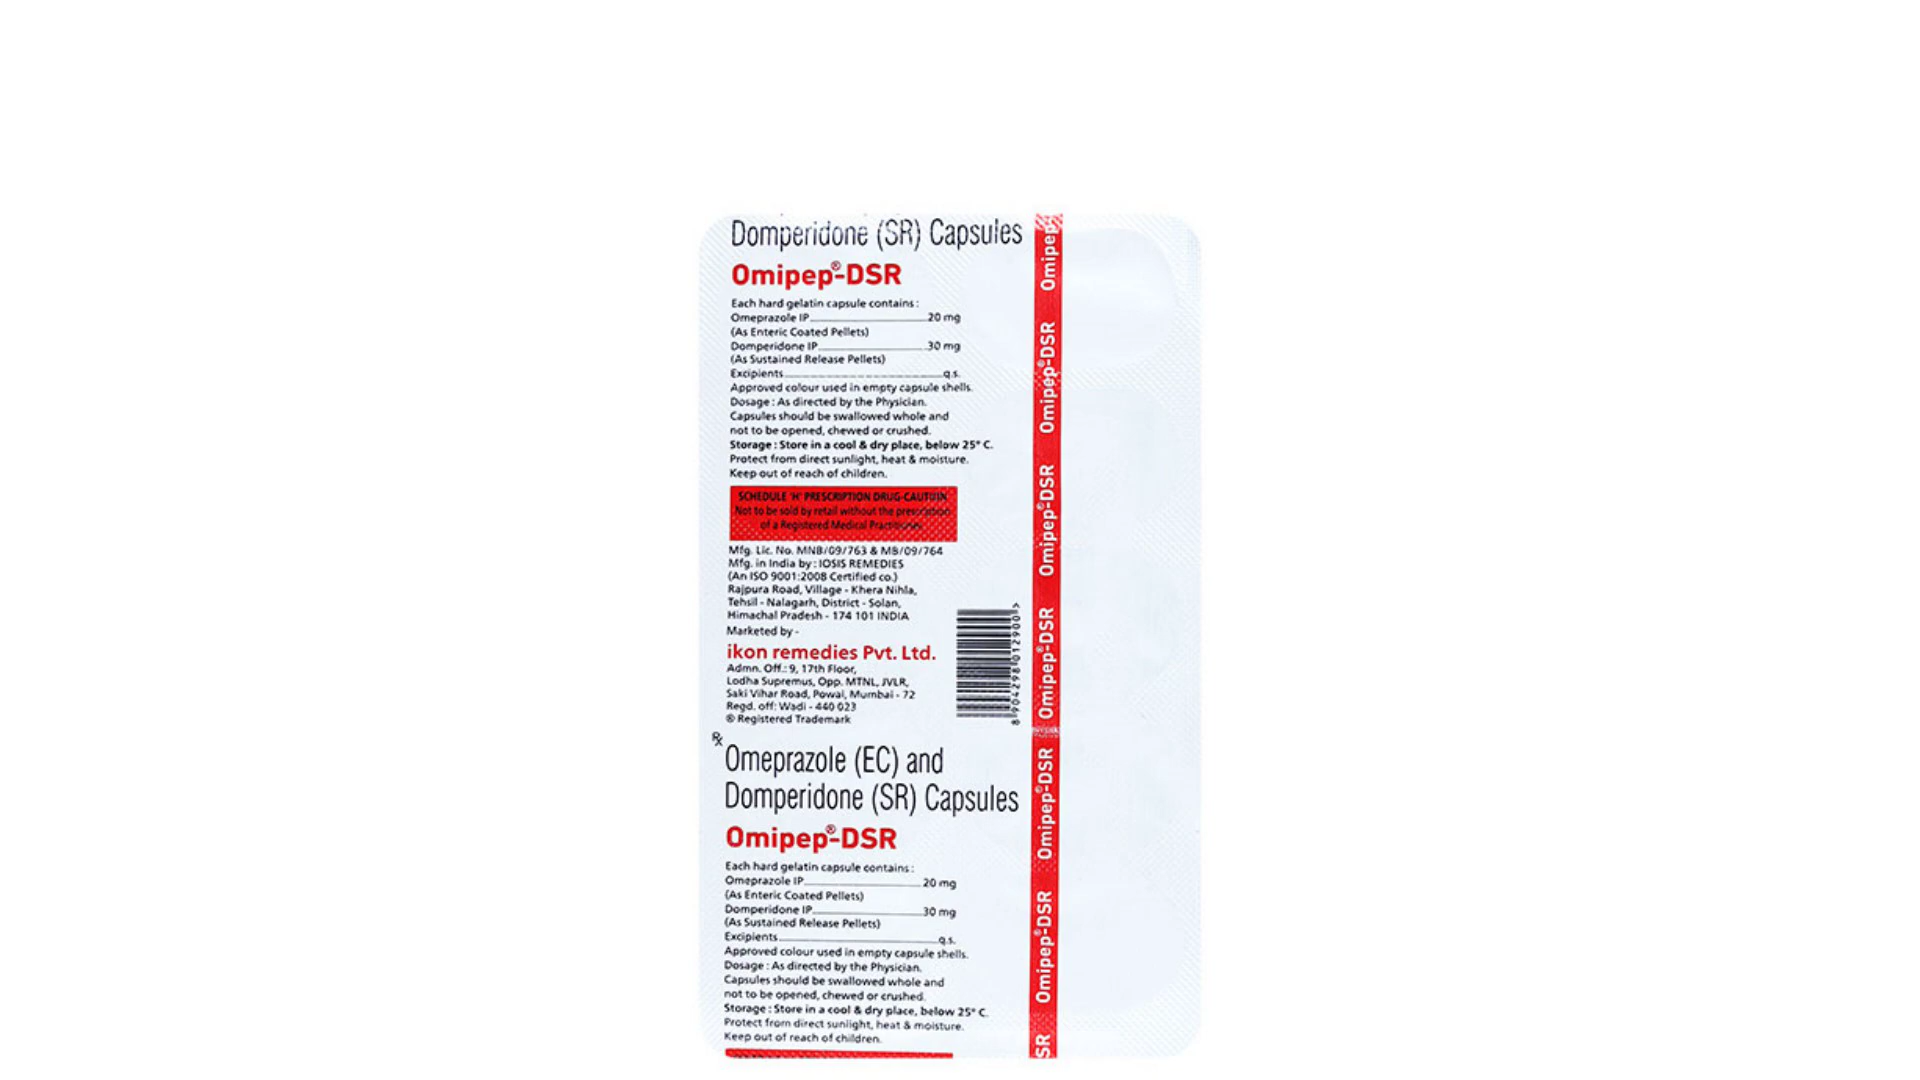 Domperidone (SR) Capsules
Omipep®-DSR
Each hard gelatin capsule contains :
Omeprazole IP 20 mg
(As Enteric Coated Pellets)
Domperidone IP 30 mg
(As Sustained Release Pellets)
Excipients q.s.
Approved colour used in empty capsule shells.
Dosage : As directed by the Physician.
Capsules should be swallowed whole and
not to be opened, chewed or crushed.
Storage : Store in a cool & dry place, below 25° C.
Protect from direct sunlight, heat & moisture.
Keep out of reach of children.
SCHEDULE 'H' PRESCRIPTION DRUG-CAUTION
Not to be sold by retail without the prescription
of a Registered Medical Practitioner
Mfg. Lic. No. MNB/09/763 & MB/09/764
Mfg. in India by : IOSIS REMEDIES
(An ISO 9001:2008 Certified co.)
Rajpura Road, Village - Khera Nihla,
Tehsil - Nalagarh, District - Solan,
Himachal Pradesh - 174 101 INDIA
Marketed by -
ikon remedies Pvt. Ltd.
Admn. Off.: 9, 17th Floor,
Lodha Supremus, Opp. MTNL, JVLR,
Saki Vihar Road, Powai, Mumbai - 72
Regd. off: Wadi - 440 023
® Registered Trademark
8 904298 012900 >
Rx
Omeprazole (EC) and
Domperidone (SR) Capsules
Omipep®-DSR
Each hard gelatin capsule contains :
Omeprazole IP 20 mg
(As Enteric Coated Pellets)
Domperidone IP 30 mg
(As Sustained Release Pellets)
Excipients q.s.
Approved colour used in empty capsule shells.
Dosage : As directed by the Physician.
Capsules should be swallowed whole and
not to be opened, chewed or crushed.
Storage : Store in a cool & dry place, below 25° C.
Protect from direct sunlight, heat & moisture.
Keep out of reach of children.
Omipep
Omipep®-DSR
Omipep®-DSR
Omipep®-DSR
Omipep®-DSR
Omipep®-DSR
SR